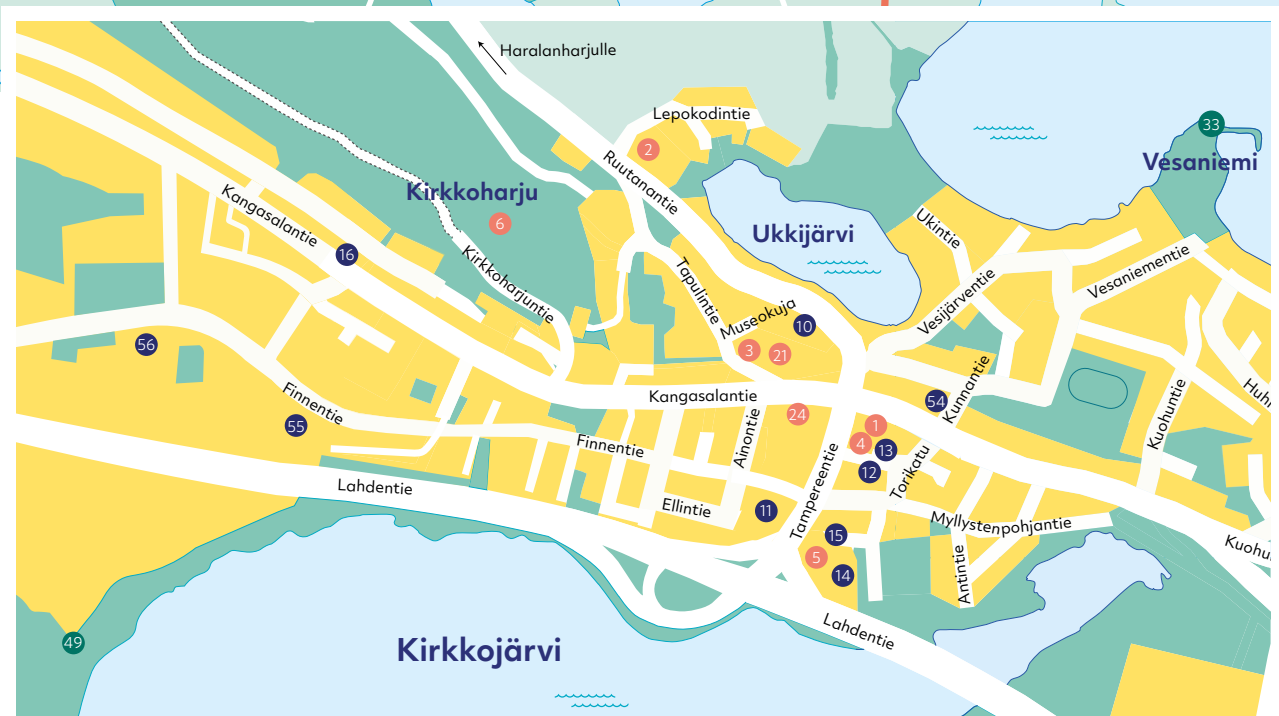 Haralanharjulle
Lepokodintie
33
2
Vesaniemi
Ruutanantie
Kirkkoharju
Kangasalantie
6
Ukintie
Ukkijärvi
16
Kirkkoharjuntie
Tapulintie
Vesijärventie
Vesaniementie
Museokuja
10
56
3
21
Finnentie
Kangasalantie
54
Kunnantie
Kuohuntie
24
1
55
4
13
Finnentie
Ainontie
Tampereentie
12
Torikatu
Lahdentie
Ellintie
11
Myllystenpohjantie
15
5
14
Antintie
49
Kirkkojärvi
Lahdentie